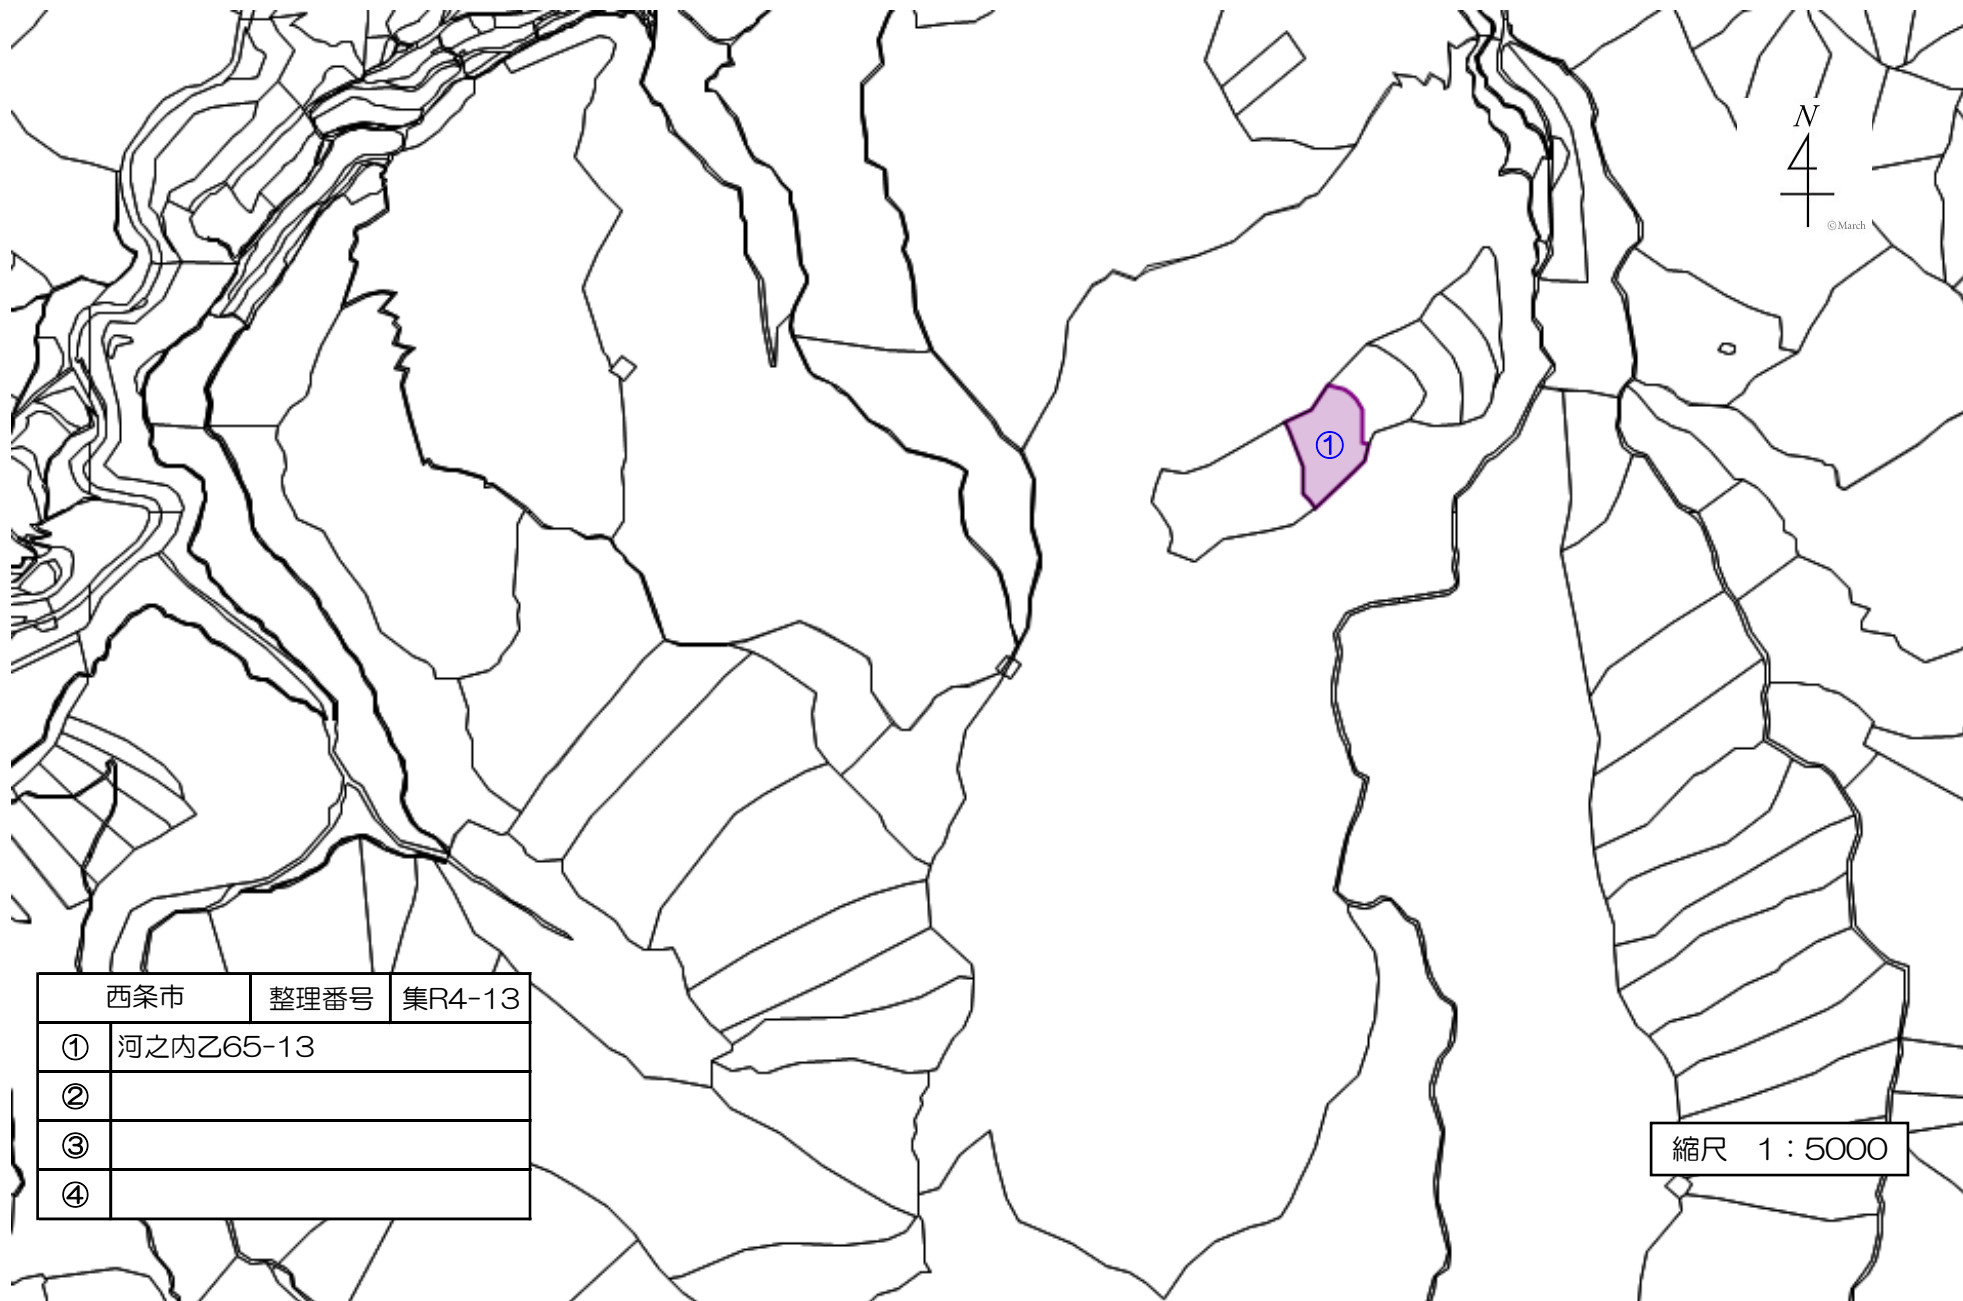 N
©March
①
西条市 整理番号 集R4-13
① 河之内乙65-13
②
③
④
縮尺 1：5000